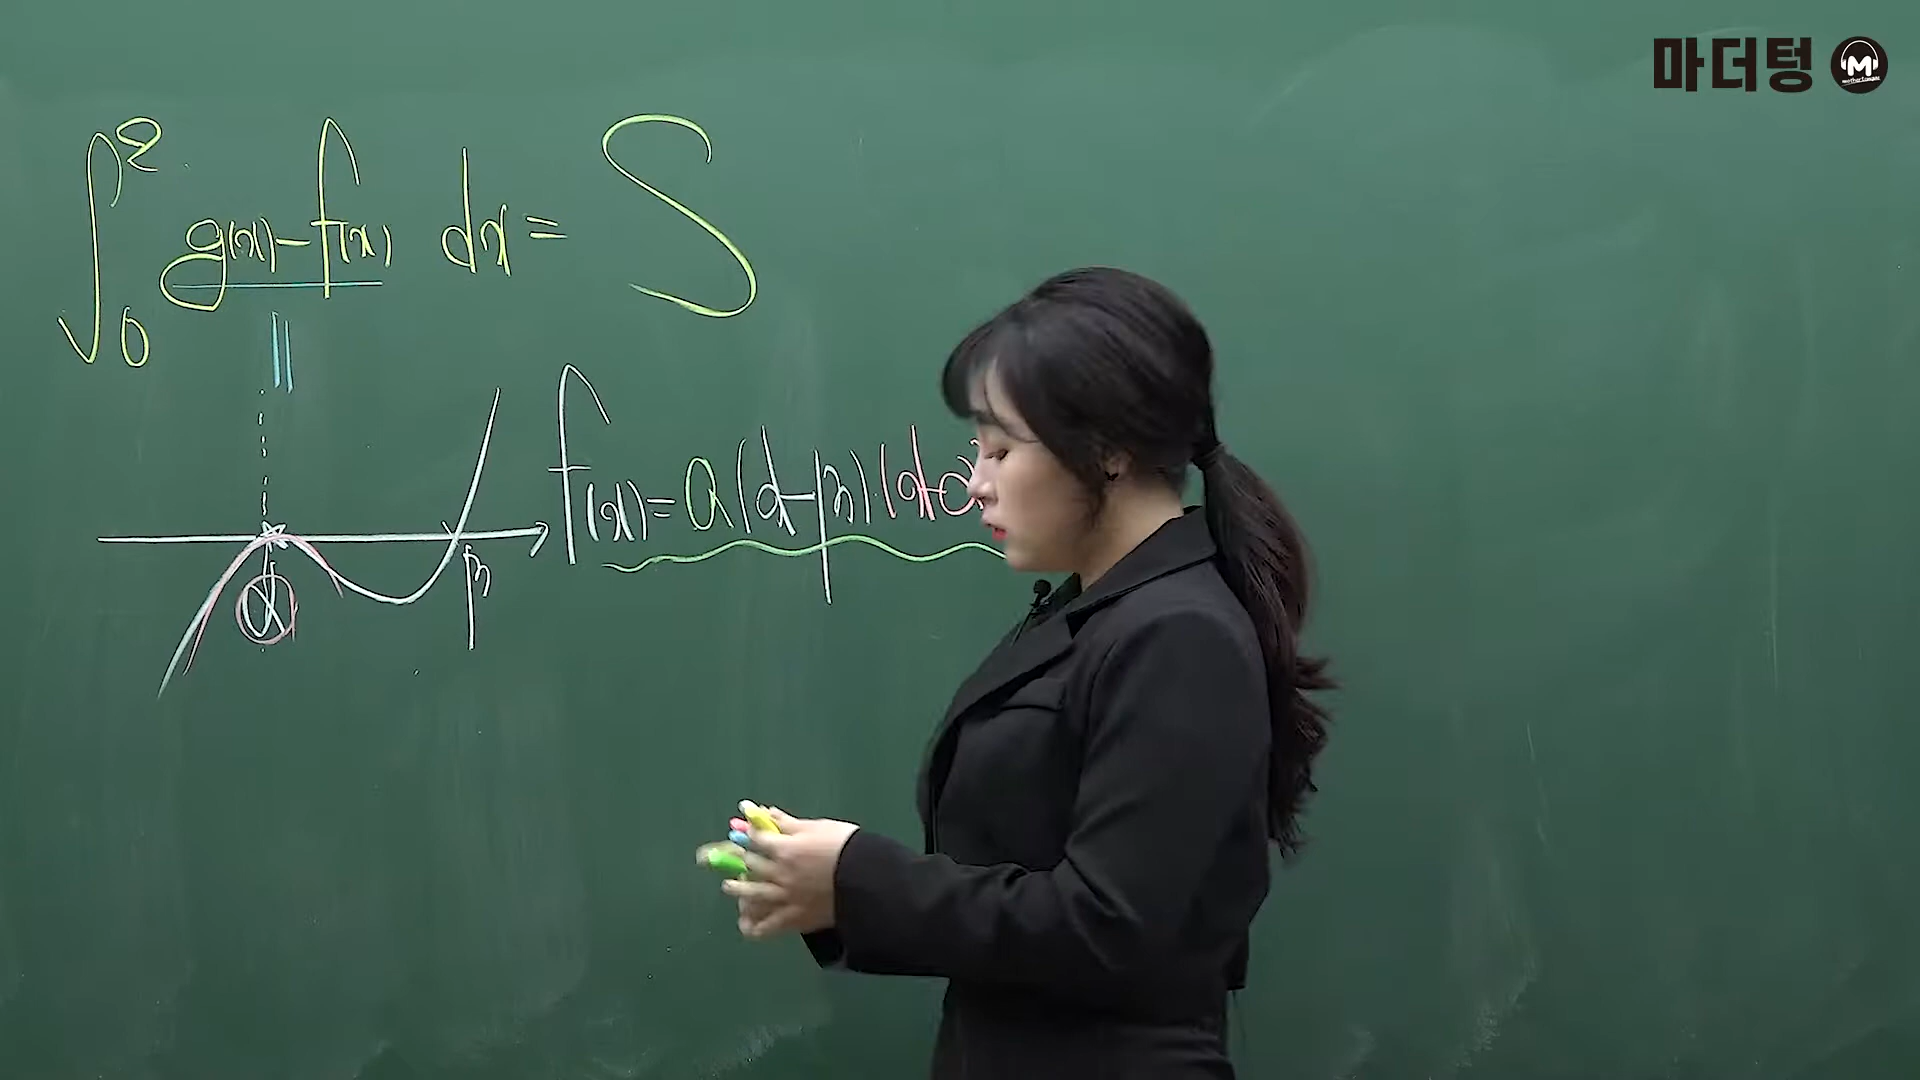 마더텅 M
∫₀² g(x)-f(x) dx = S
||
f(x)=a(x-β)·(x-α)
α
β